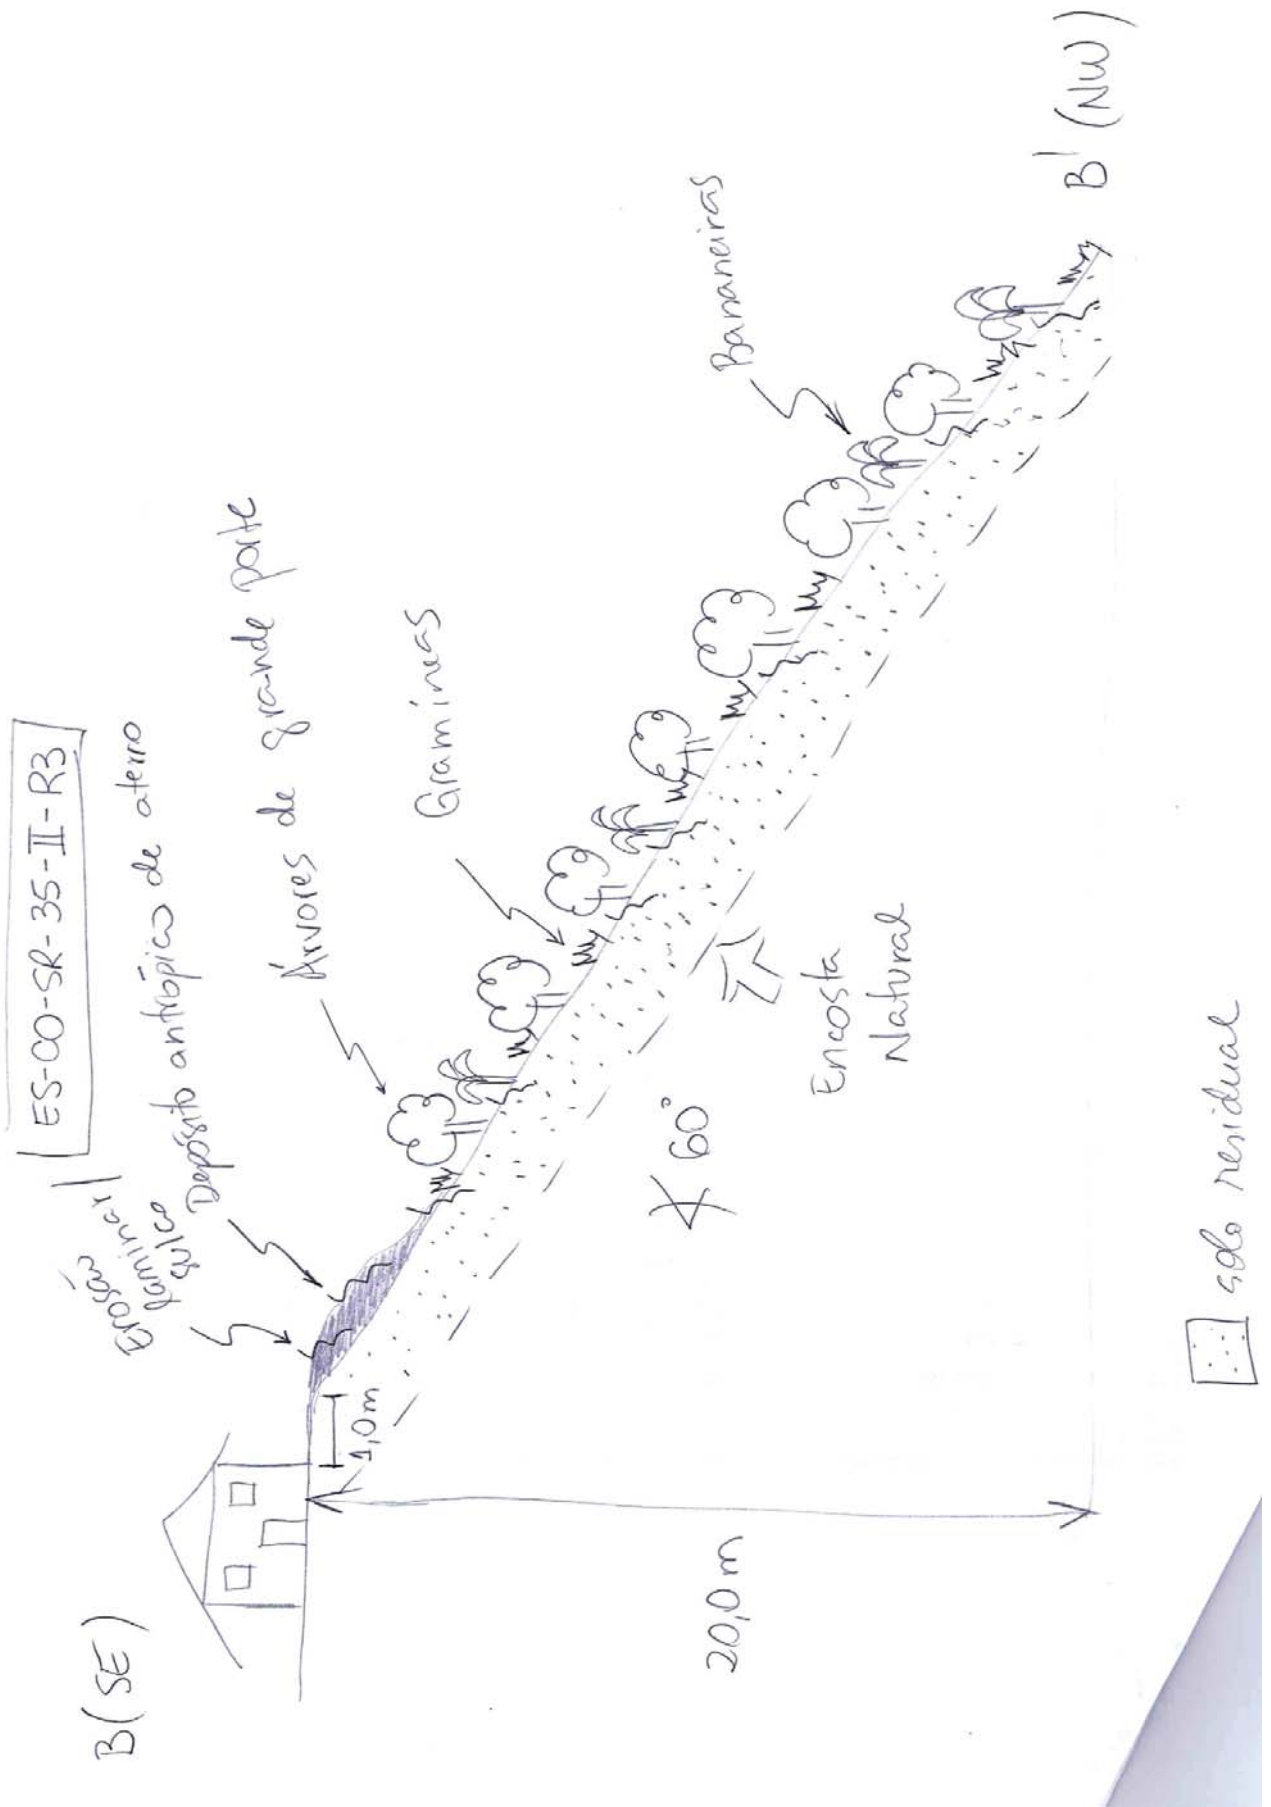 ES-CO-SR-35-II-R3
B(SE)
Erosão
laminar/
sulco
Depósito antrópico de aterro
Árvores de grande porte
Gramíneas
Bananeiras
1,0m
20,0m
60°
Encosta
Natural
B' (NW)
solo residual